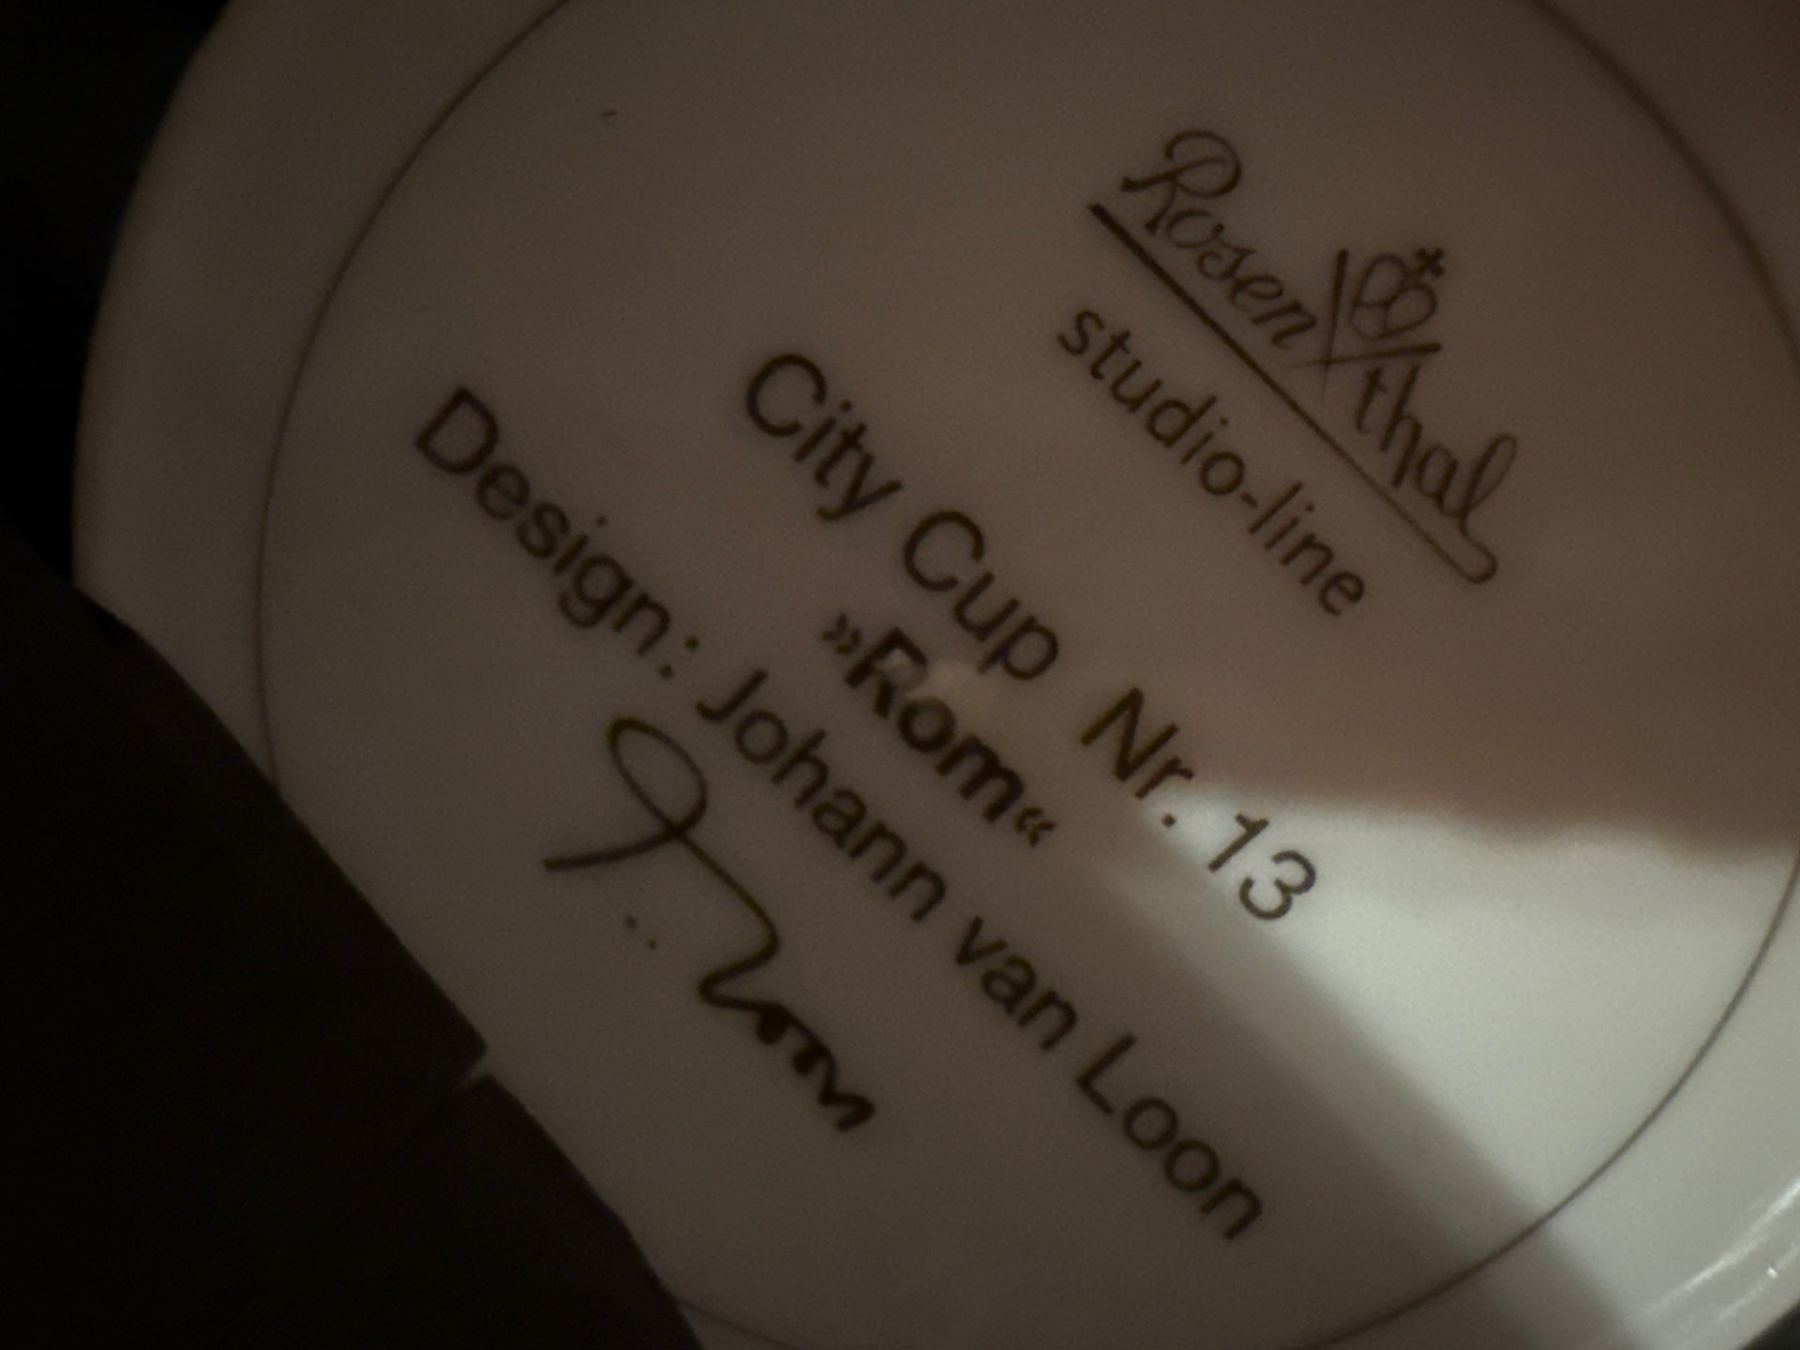 Rosenthal
studio-line
City Cup Nr. 13
»Rom«
Design: Johann van Loon